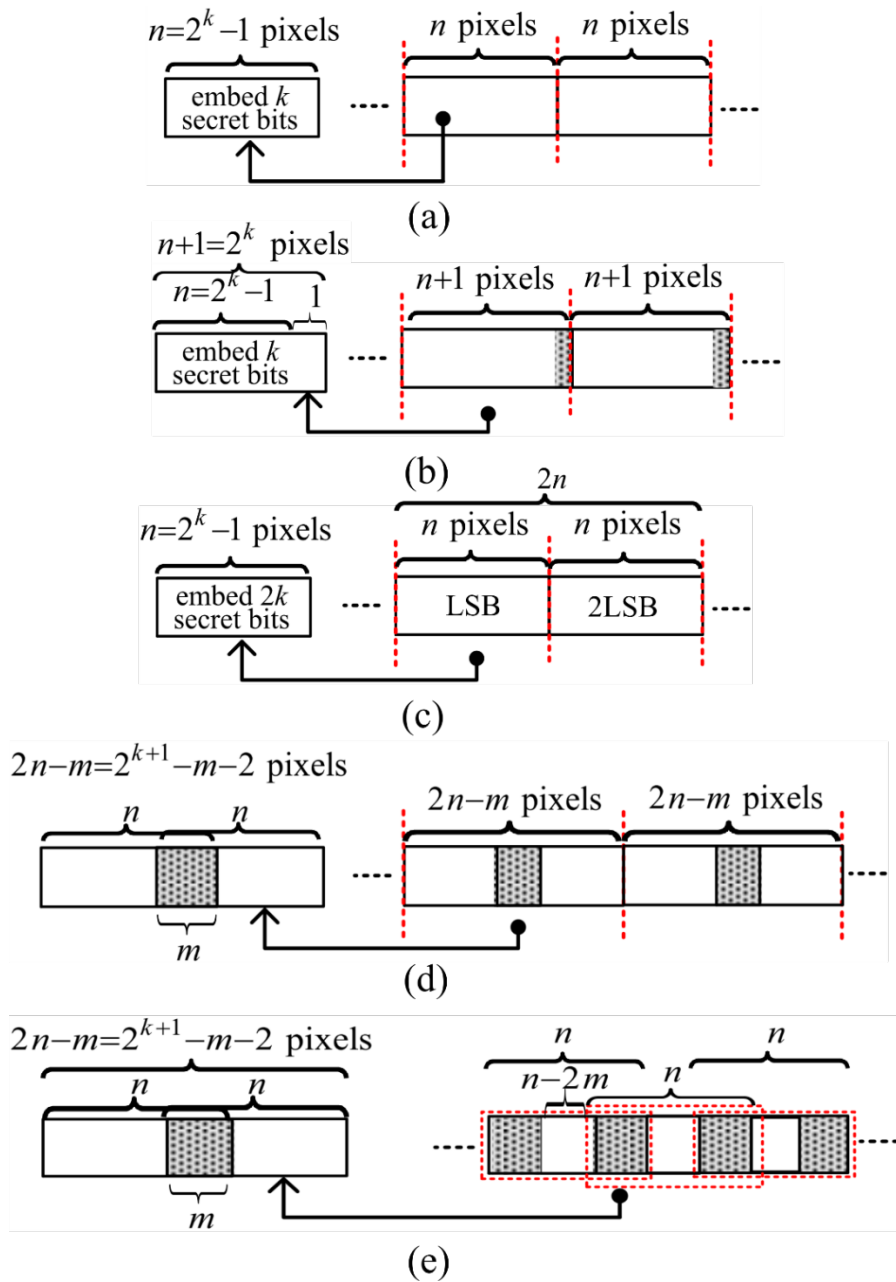 n=2^k−1 pixels
n pixels n pixels
embed k
secret bits
(a)
n+1=2^k pixels
n=2^k−1 1
n+1 pixels n+1 pixels
embed k
secret bits
(b)
2n
n=2^k−1 pixels
n pixels n pixels
embed 2k
secret bits
LSB 2LSB
(c)
2n−m=2^{k+1}−m−2 pixels
n n
2n−m pixels 2n−m pixels
m
(d)
2n−m=2^{k+1}−m−2 pixels
n n
n n
n−2m n
m
(e)